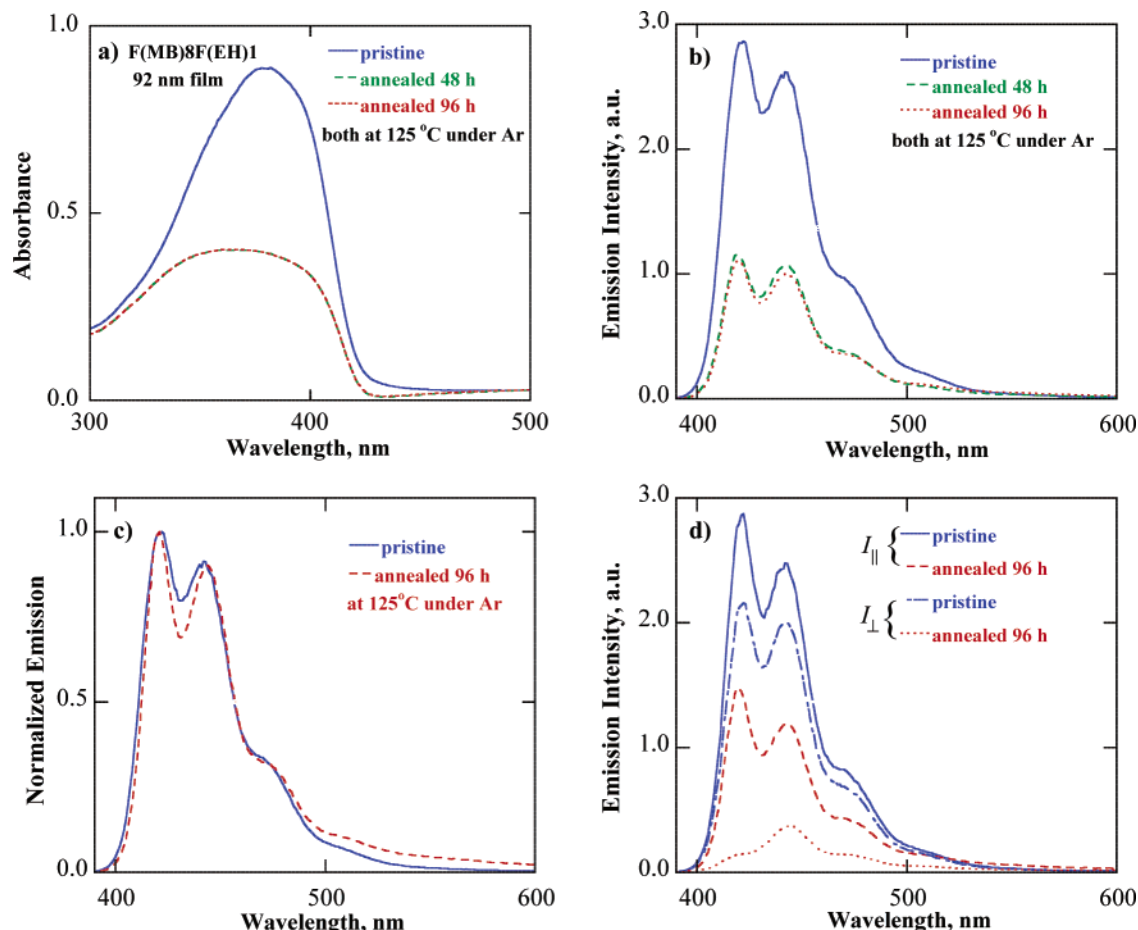 a) F(MB)8F(EH)1
92 nm film
pristine
annealed 48 h
annealed 96 h
both at 125 °C under Ar
1.0
0.5
0.0
300
400
500
Absorbance
Wavelength, nm
b)
pristine
annealed 48 h
annealed 96 h
both at 125 °C under Ar
3.0
2.0
1.0
0.0
400
500
600
Emission Intensity, a.u.
Wavelength, nm
c)
pristine
annealed 96 h
at 125°C under Ar
1.0
0.5
0.0
400
500
600
Normalized Emission
Wavelength, nm
d)
I∥ { pristine
annealed 96 h
I⊥ { pristine
annealed 96 h
3.0
2.0
1.0
0.0
400
500
600
Emission Intensity, a.u.
Wavelength, nm